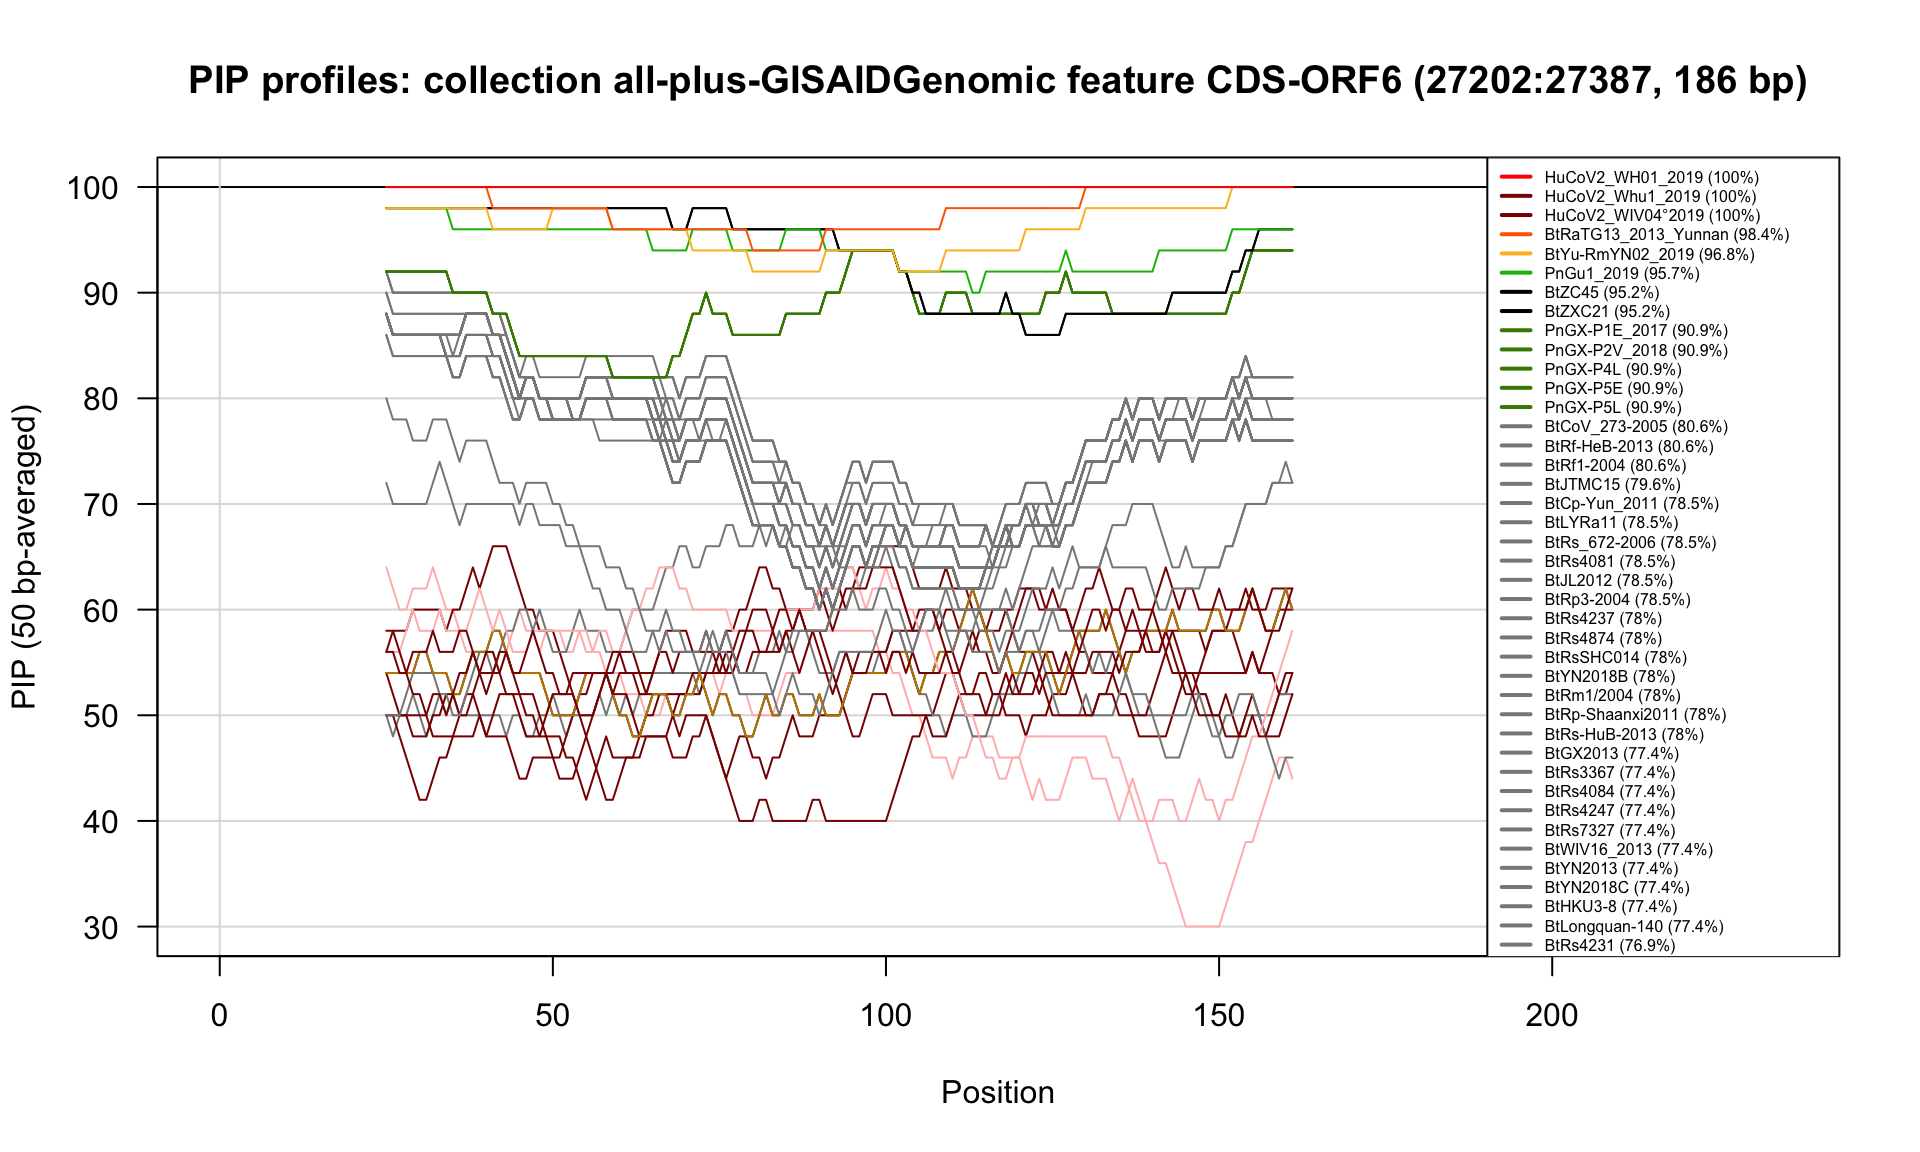 PIP profiles: collection all-plus-GISAIDGenomic feature CDS-ORF6 (27202:27387, 186 bp)
PIP (50 bp-averaged)
100
90
80
70
60
50
40
30
0
50
100
150
200
Position
HuCoV2_WH01_2019 (100%)
HuCoV2_Whu1_2019 (100%)
HuCoV2_WIV04°2019 (100%)
BtRaTG13_2013_Yunnan (98.4%)
BtYu-RmYN02_2019 (96.8%)
PnGu1_2019 (95.7%)
BtZC45 (95.2%)
BtZXC21 (95.2%)
PnGX-P1E_2017 (90.9%)
PnGX-P2V_2018 (90.9%)
PnGX-P4L (90.9%)
PnGX-P5E (90.9%)
PnGX-P5L (90.9%)
BtCoV_273-2005 (80.6%)
BtRf-HeB-2013 (80.6%)
BtRf1-2004 (80.6%)
BtJTMC15 (79.6%)
BtCp-Yun_2011 (78.5%)
BtLYRa11 (78.5%)
BtRs_672-2006 (78.5%)
BtRs4081 (78.5%)
BtJL2012 (78.5%)
BtRp3-2004 (78.5%)
BtRs4237 (78%)
BtRs4874 (78%)
BtRsSHC014 (78%)
BtYN2018B (78%)
BtRm1/2004 (78%)
BtRp-Shaanxi2011 (78%)
BtRs-HuB-2013 (78%)
BtGX2013 (77.4%)
BtRs3367 (77.4%)
BtRs4084 (77.4%)
BtRs4247 (77.4%)
BtRs7327 (77.4%)
BtWIV16_2013 (77.4%)
BtYN2013 (77.4%)
BtYN2018C (77.4%)
BtHKU3-8 (77.4%)
BtLongquan-140 (77.4%)
BtRs4231 (76.9%)